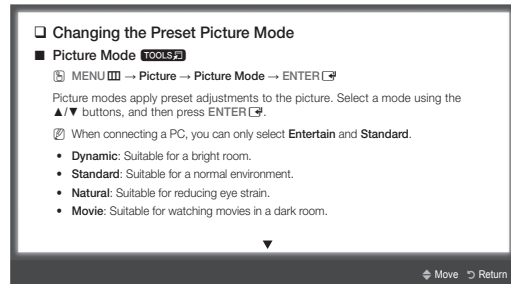 ❑ Changing the Preset Picture Mode
■ Picture Mode TOOLS
MENU → Picture → Picture Mode → ENTER
Picture modes apply preset adjustments to the picture. Select a mode using the
▲/▼ buttons, and then press ENTER.
When connecting a PC, you can only select Entertain and Standard.
• Dynamic: Suitable for a bright room.
• Standard: Suitable for a normal environment.
• Natural: Suitable for reducing eye strain.
• Movie: Suitable for watching movies in a dark room.
▼
Move Return